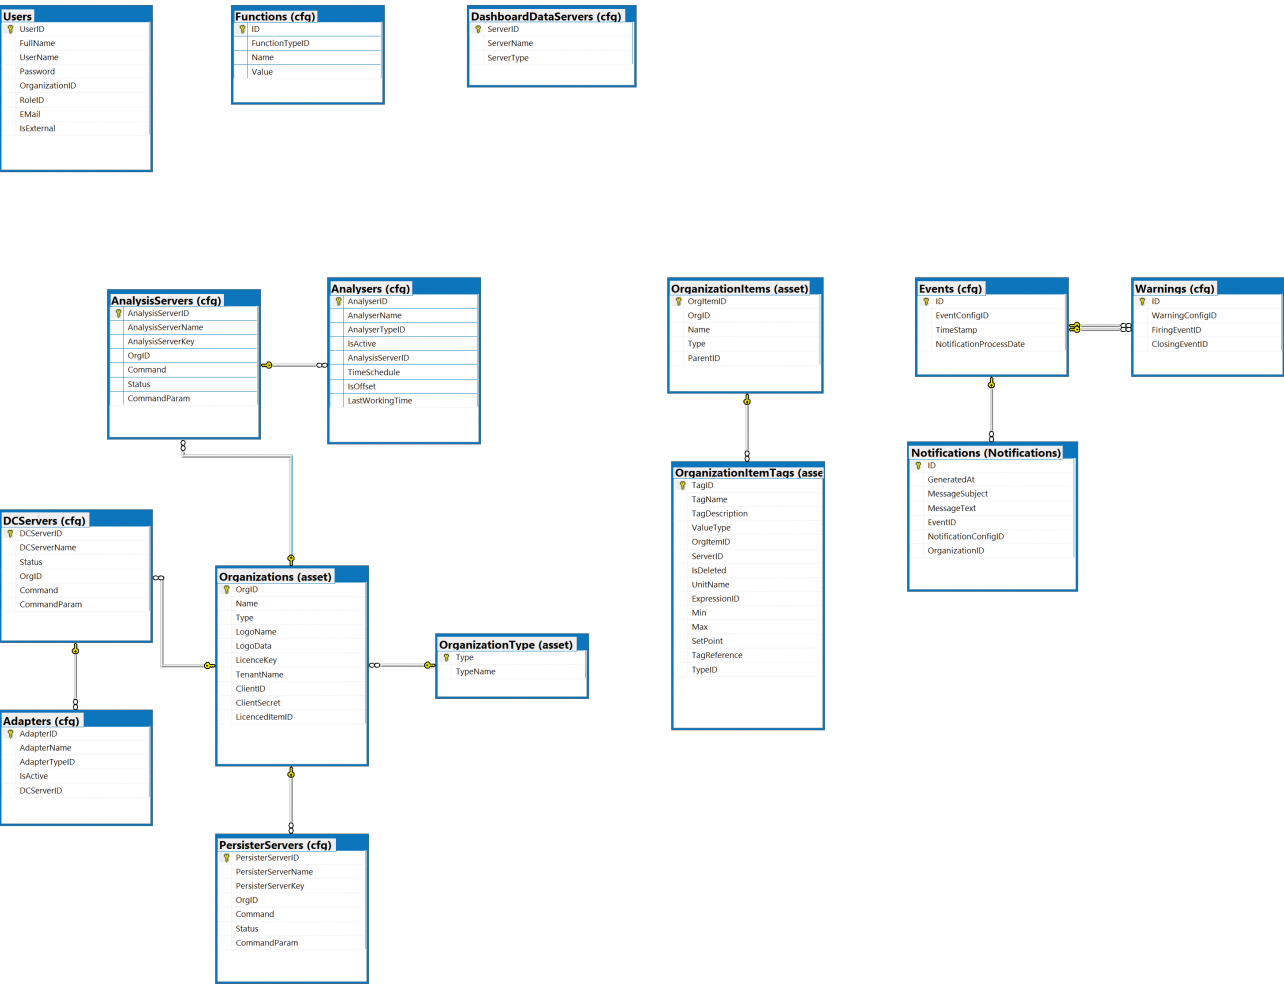 Users
UserID
FullName
UserName
Password
OrganizationID
RoleID
EMail
IsExternal
Functions (cfg)
ID
FunctionTypeID
Name
Value
DashboardDataServers (cfg)
ServerID
ServerName
ServerType
AnalysisServers (cfg)
AnalysisServerID
AnalysisServerName
AnalysisServerKey
OrgID
Command
Status
CommandParam
Analysers (cfg)
AnalyserID
AnalyserName
AnalyserTypeID
IsActive
AnalysisServerID
TimeSchedule
IsOffset
LastWorkingTime
OrganizationItems (asset)
OrgItemID
OrgID
Name
Type
ParentID
Events (cfg)
ID
EventConfigID
TimeStamp
NotificationProcessDate
Warnings (cfg)
ID
WarningConfigID
FiringEventID
ClosingEventID
OrganizationItemTags (asse
TagID
TagName
TagDescription
ValueType
OrgItemID
ServerID
IsDeleted
UnitName
ExpressionID
Min
Max
SetPoint
TagReference
TypeID
Notifications (Notifications)
ID
GeneratedAt
MessageSubject
MessageText
EventID
NotificationConfigID
OrganizationID
DCServers (cfg)
DCServerID
DCServerName
Status
OrgID
Command
CommandParam
Organizations (asset)
OrgID
Name
Type
LogoName
LogoData
LicenceKey
TenantName
ClientID
ClientSecret
LicencedItemID
OrganizationType (asset)
Type
TypeName
Adapters (cfg)
AdapterID
AdapterName
AdapterTypeID
IsActive
DCServerID
PersisterServers (cfg)
PersisterServerID
PersisterServerName
PersisterServerKey
OrgID
Command
Status
CommandParam